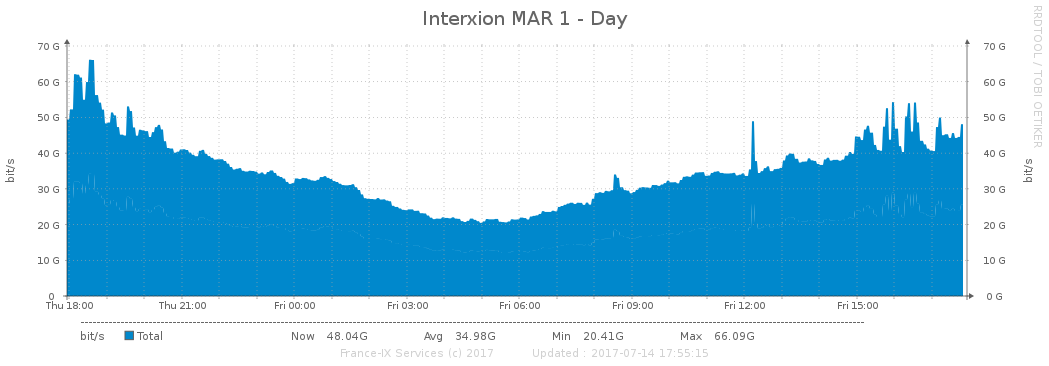 Interxion MAR 1 - Day
RRDTOOL / TOBI OETIKER
bit/s
bit/s
70 G 70 G
60 G 60 G
50 G 50 G
40 G 40 G
30 G 30 G
20 G 20 G
10 G 10 G
0 0 G
Thu 18:00 Thu 21:00 Fri 00:00 Fri 03:00 Fri 06:00 Fri 09:00 Fri 12:00 Fri 15:00
bit/s Total Now 48.04G Avg 34.98G Min 20.41G Max 66.09G
France-IX Services (c) 2017 Updated : 2017-07-14 17:55:15